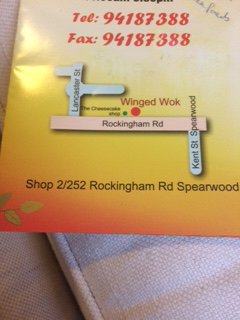 Tel: 94187388
Fax: 94187388
Lancaster St
Winged Wok
The Cheesecake
shop
Rockingham Rd
Kent St. Spearwood
Shop 2/252 Rockingham Rd Spearwood